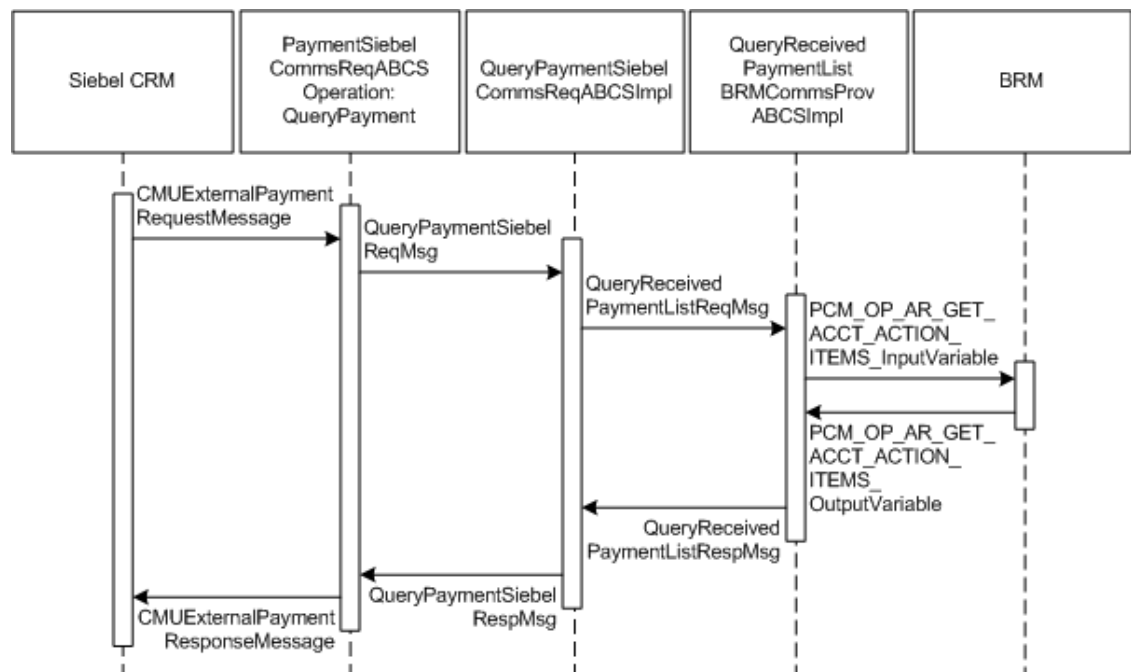 Siebel CRM
PaymentSiebel
CommsReqABCS
Operation:
QueryPayment
QueryPaymentSiebel
CommsReqABCSImpl
QueryReceived
PaymentList
BRMCommsProv
ABCSImpl
BRM
CMUExternalPayment
RequestMessage
QueryPaymentSiebel
ReqMsg
QueryReceived
PaymentListReqMsg
PCM_OP_AR_GET_
ACCT_ACTION_
ITEMS_InputVariable
PCM_OP_AR_GET_
ACCT_ACTION_
ITEMS_
OutputVariable
QueryReceived
PaymentListRespMsg
QueryPaymentSiebel
RespMsg
CMUExternalPayment
ResponseMessage